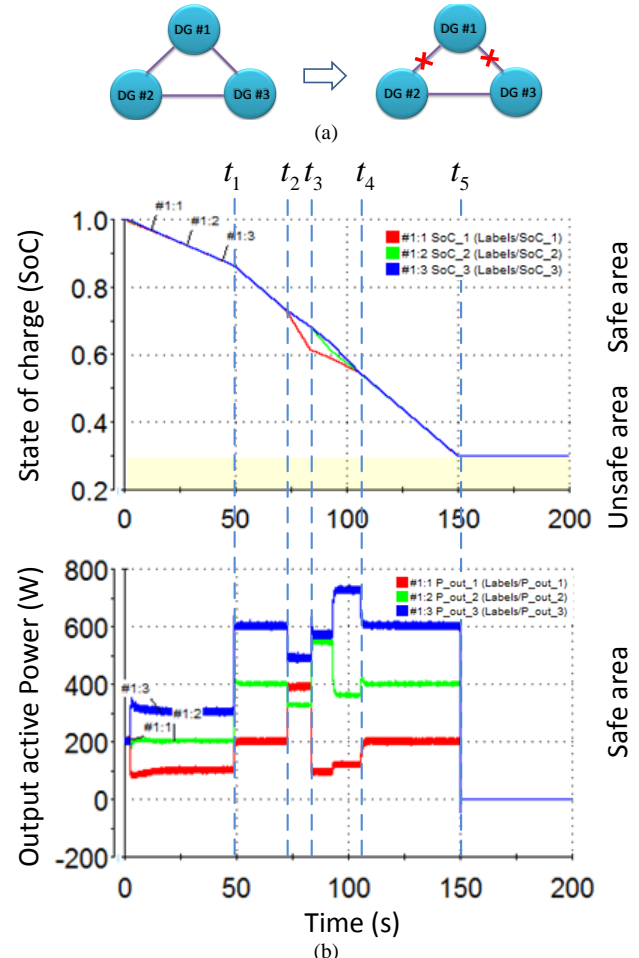 DG #1
DG #1
DG #2
DG #3
DG #2
DG #3
(a)
t1 t2 t3 t4 t5
State of charge (SoC)
1.0
0.8
0.6
0.4
0.2
#1:1
#1:2
#1:3
#1:1 SoC_1 (Labels/SoC_1)
#1:2 SoC_2 (Labels/SoC_2)
#1:3 SoC_3 (Labels/SoC_3)
Safe area
Unsafe area
0 50 100 150 200
Output active Power (W)
800
600
400
200
0
-200
#1:3
#1:2
#1:1
#1:1 P_out_1 (Labels/P_out_1)
#1:2 P_out_2 (Labels/P_out_2)
#1:3 P_out_3 (Labels/P_out_3)
Safe area
0 50 100 150 200
Time (s)
(b)